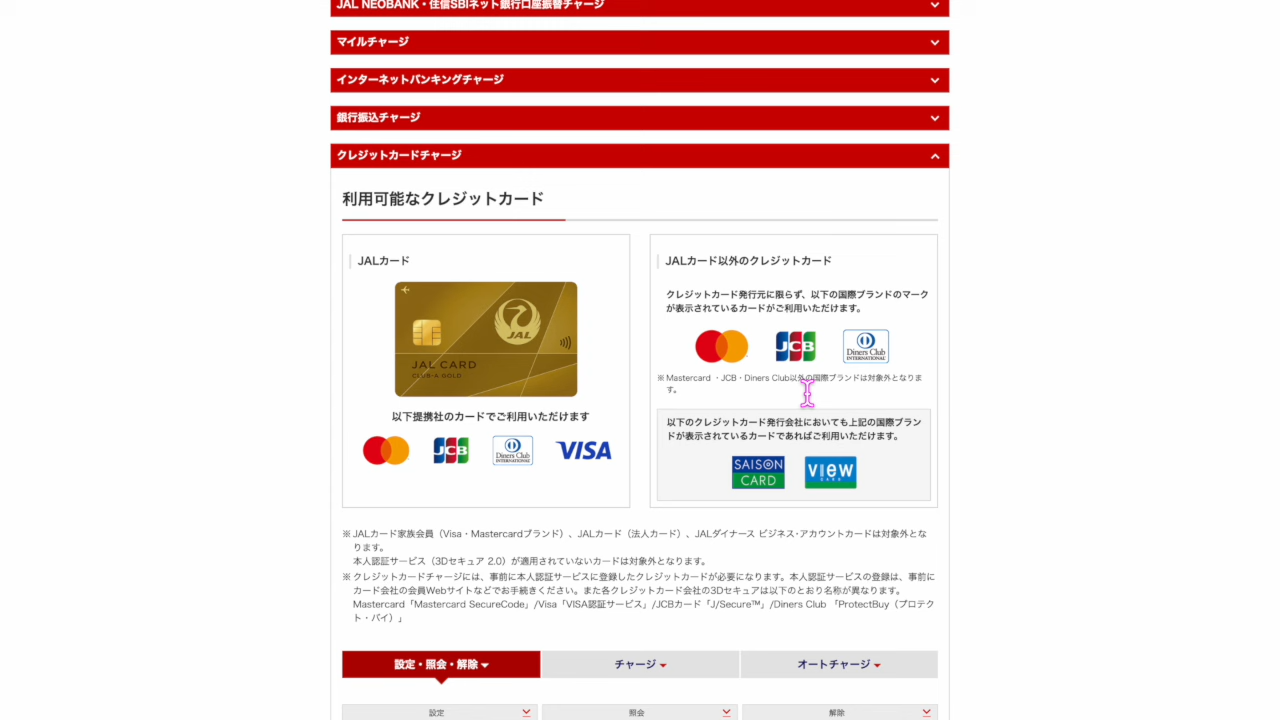 JAL NEOBANK・住信SBIネット銀行口座振替チャージ
マイルチャージ
インターネットバンキングチャージ
銀行振込チャージ
クレジットカードチャージ
利用可能なクレジットカード
JALカード
JAL
JAL CARD
CLUB-A GOLD
以下提携社のカードでご利用いただけます
JCB
Diners Club
INTERNATIONAL
VISA
JALカード以外のクレジットカード
クレジットカード発行元に限らず、以下の国際ブランドのマーク
が表示されているカードがご利用いただけます。
JCB
Diners Club
INTERNATIONAL
※ Mastercard ・JCB・Diners Club以外の国際ブランドは対象外となりま
す。
以下のクレジットカード発行会社においても上記の国際ブラン
ドが表示されているカードであればご利用いただけます。
SAISON
CARD
VIEW
CARD
※ JALカード家族会員（Visa・Mastercardブランド）、JALカード（法人カード）、JALダイナース ビジネス・アカウントカードは対象外とな
ります。
本人認証サービス（3Dセキュア 2.0）が適用されていないカードは対象外となります。
※ クレジットカードチャージには、事前に本人認証サービスに登録したクレジットカードが必要になります。本人認証サービスの登録は、事前に
カード会社の会員Webサイトなどでお手続きください。また各クレジットカード会社の3Dセキュアは以下のとおり名称が異なります。
Mastercard「Mastercard SecureCode」/Visa「VISA認証サービス」/JCBカード「J/Secure™」/Diners Club 「ProtectBuy（プロテク
ト・バイ）」
設定・照会・解除
チャージ
オートチャージ
設定
照会
解除